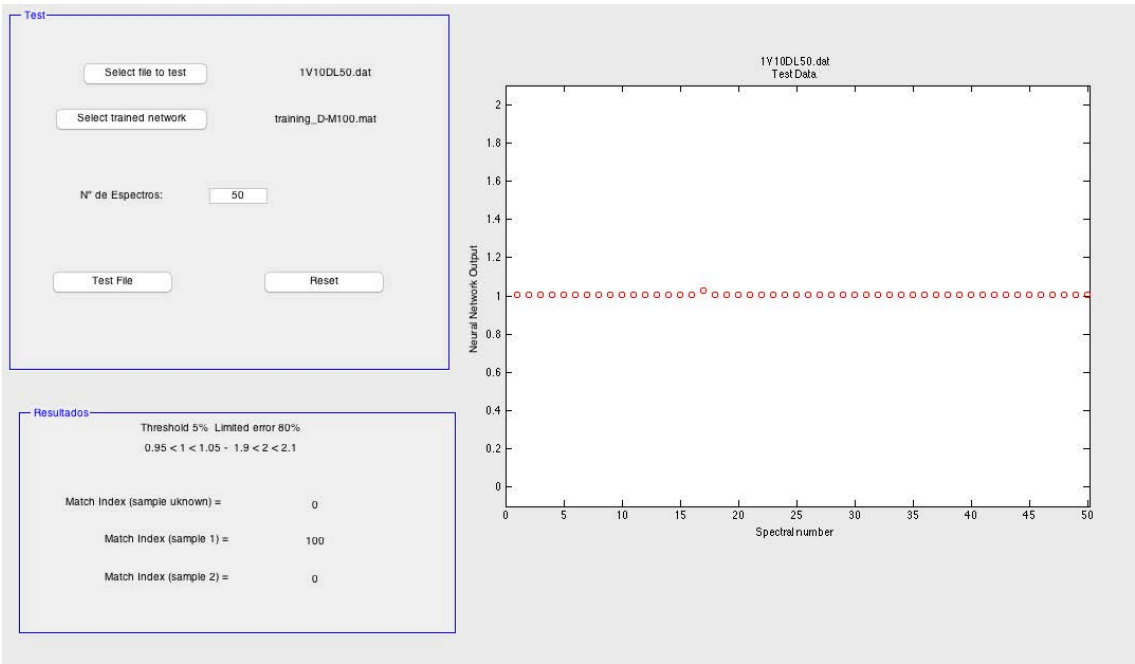 Test
Select file to test
1V10DL50.dat
Select trained network
training_D-M100.mat
N° de Espectros:
50
Test File
Reset
Resultados
Threshold 5% Limited error 80%
0.95 < 1 < 1.05 - 1.9 < 2 < 2.1
Match Index (sample uknown) =
0
Match Index (sample 1) =
100
Match Index (sample 2) =
0
1V10DL50.dat
Test Data
Neural Network Output
2
1.8
1.6
1.4
1.2
1
0.8
0.6
0.4
0.2
0
0 5 10 15 20 25 30 35 40 45 50
Spectral number